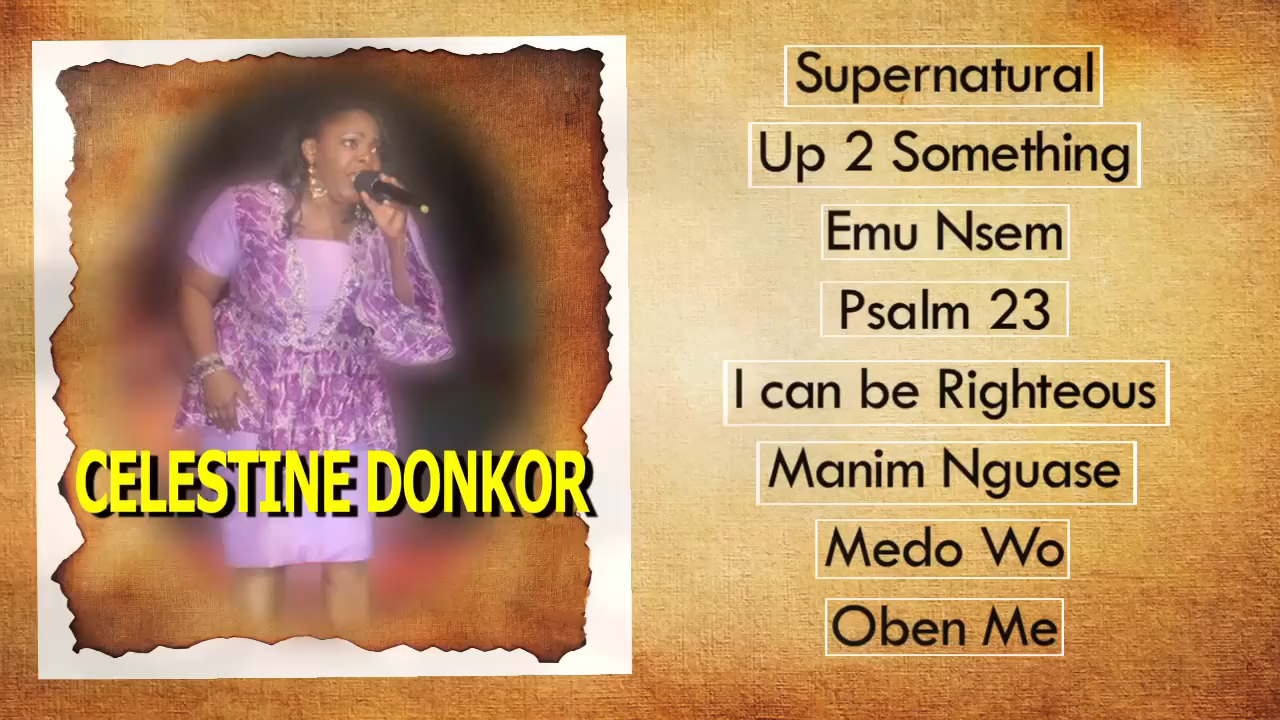 CELESTINE DONKOR
Supernatural
Up 2 Something
Emu Nsem
Psalm 23
I can be Righteous
Manim Nguase
Medo Wo
Oben Me